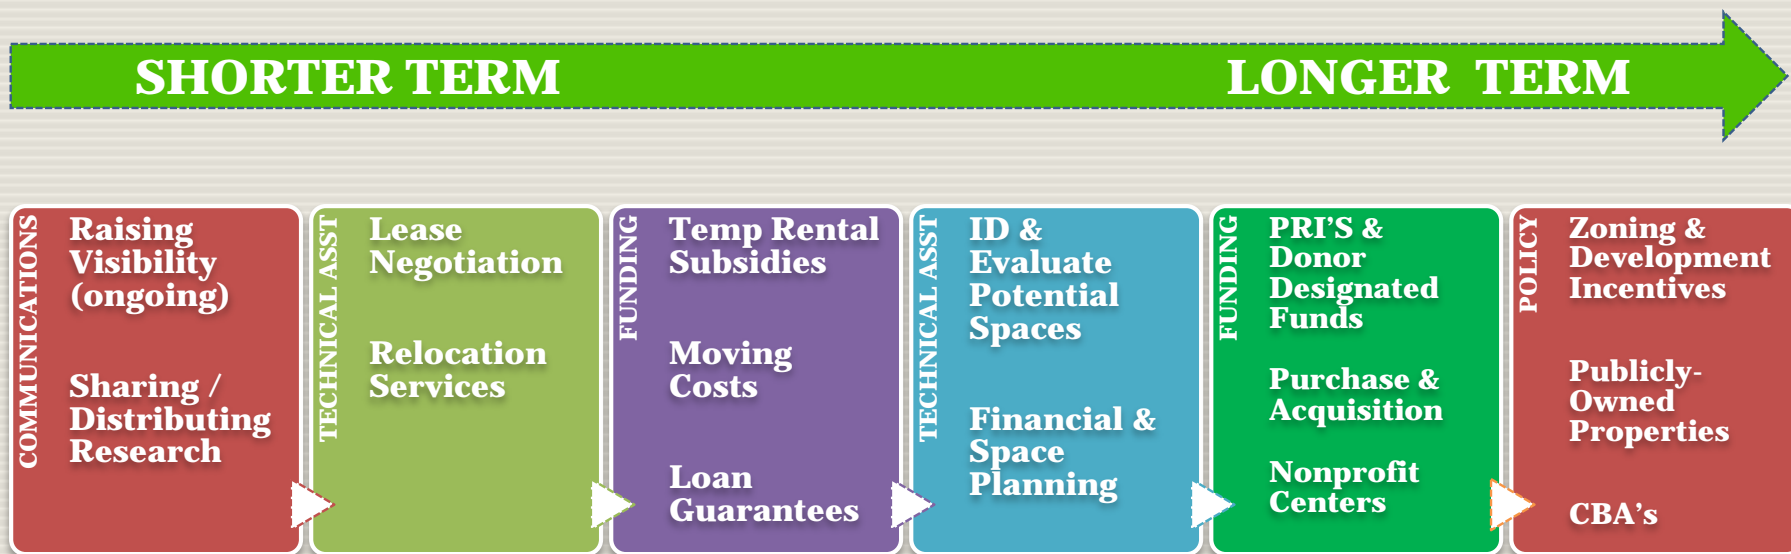 SHORTER TERM
LONGER TERM
COMMUNICATIONS
Raising
Visibility
(ongoing)
Sharing /
Distributing
Research
TECHNICAL ASST
Lease
Negotiation
Relocation
Services
FUNDING
Temp Rental
Subsidies
Moving
Costs
Loan
Guarantees
TECHNICAL ASST
ID &
Evaluate
Potential
Spaces
Financial &
Space
Planning
FUNDING
PRI’S &
Donor
Designated
Funds
Purchase &
Acquisition
Nonprofit
Centers
POLICY
Zoning &
Development
Incentives
Publicly-
Owned
Properties
CBA’s